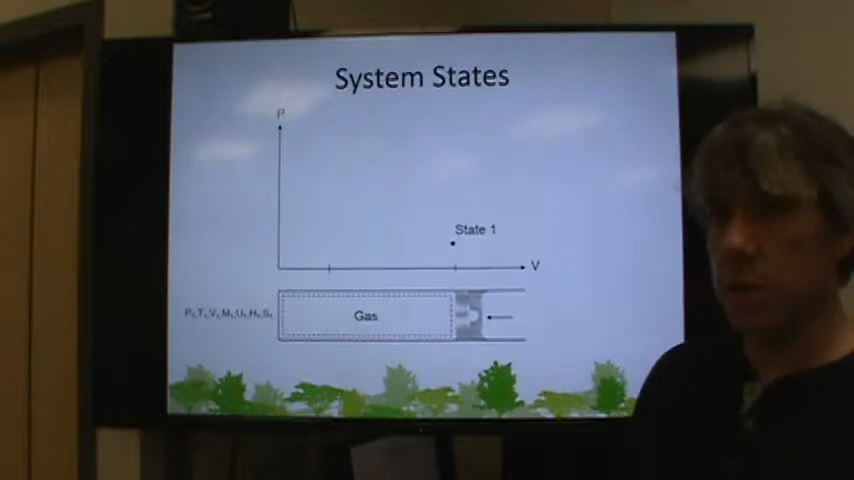 System States
P
State 1
V
P₁,T₁,V₁,M₁,U₁,H₁,S₁
Gas